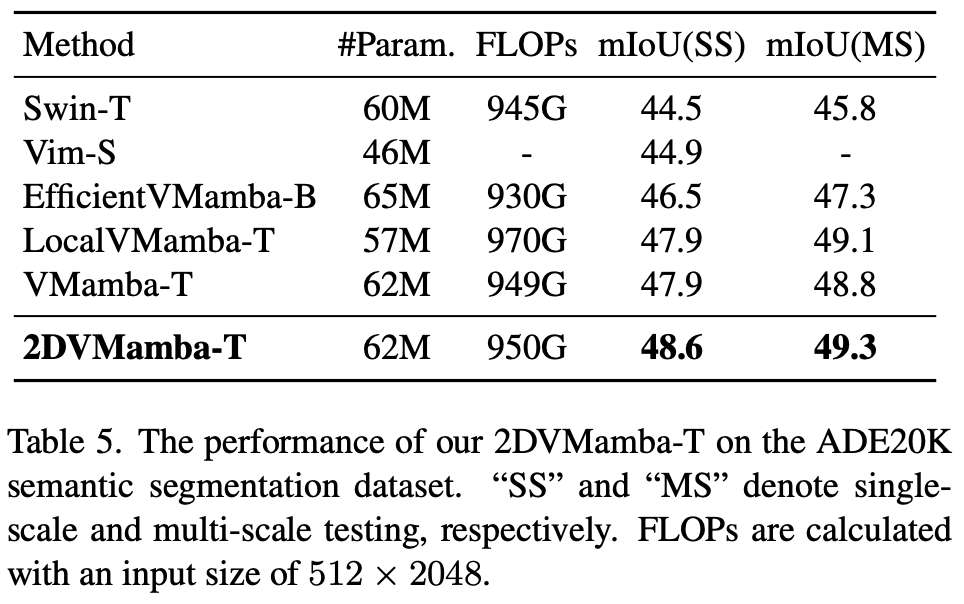 Method #Param. FLOPs mIoU(SS) mIoU(MS)
Swin-T 60M 945G 44.5 45.8
Vim-S 46M - 44.9 -
EfficientVMamba-B 65M 930G 46.5 47.3
LocalVMamba-T 57M 970G 47.9 49.1
VMamba-T 62M 949G 47.9 48.8
2DVMamba-T 62M 950G 48.6 49.3
Table 5. The performance of our 2DVMamba-T on the ADE20K
semantic segmentation dataset. “SS” and “MS” denote single-
scale and multi-scale testing, respectively. FLOPs are calculated
with an input size of 512 × 2048.